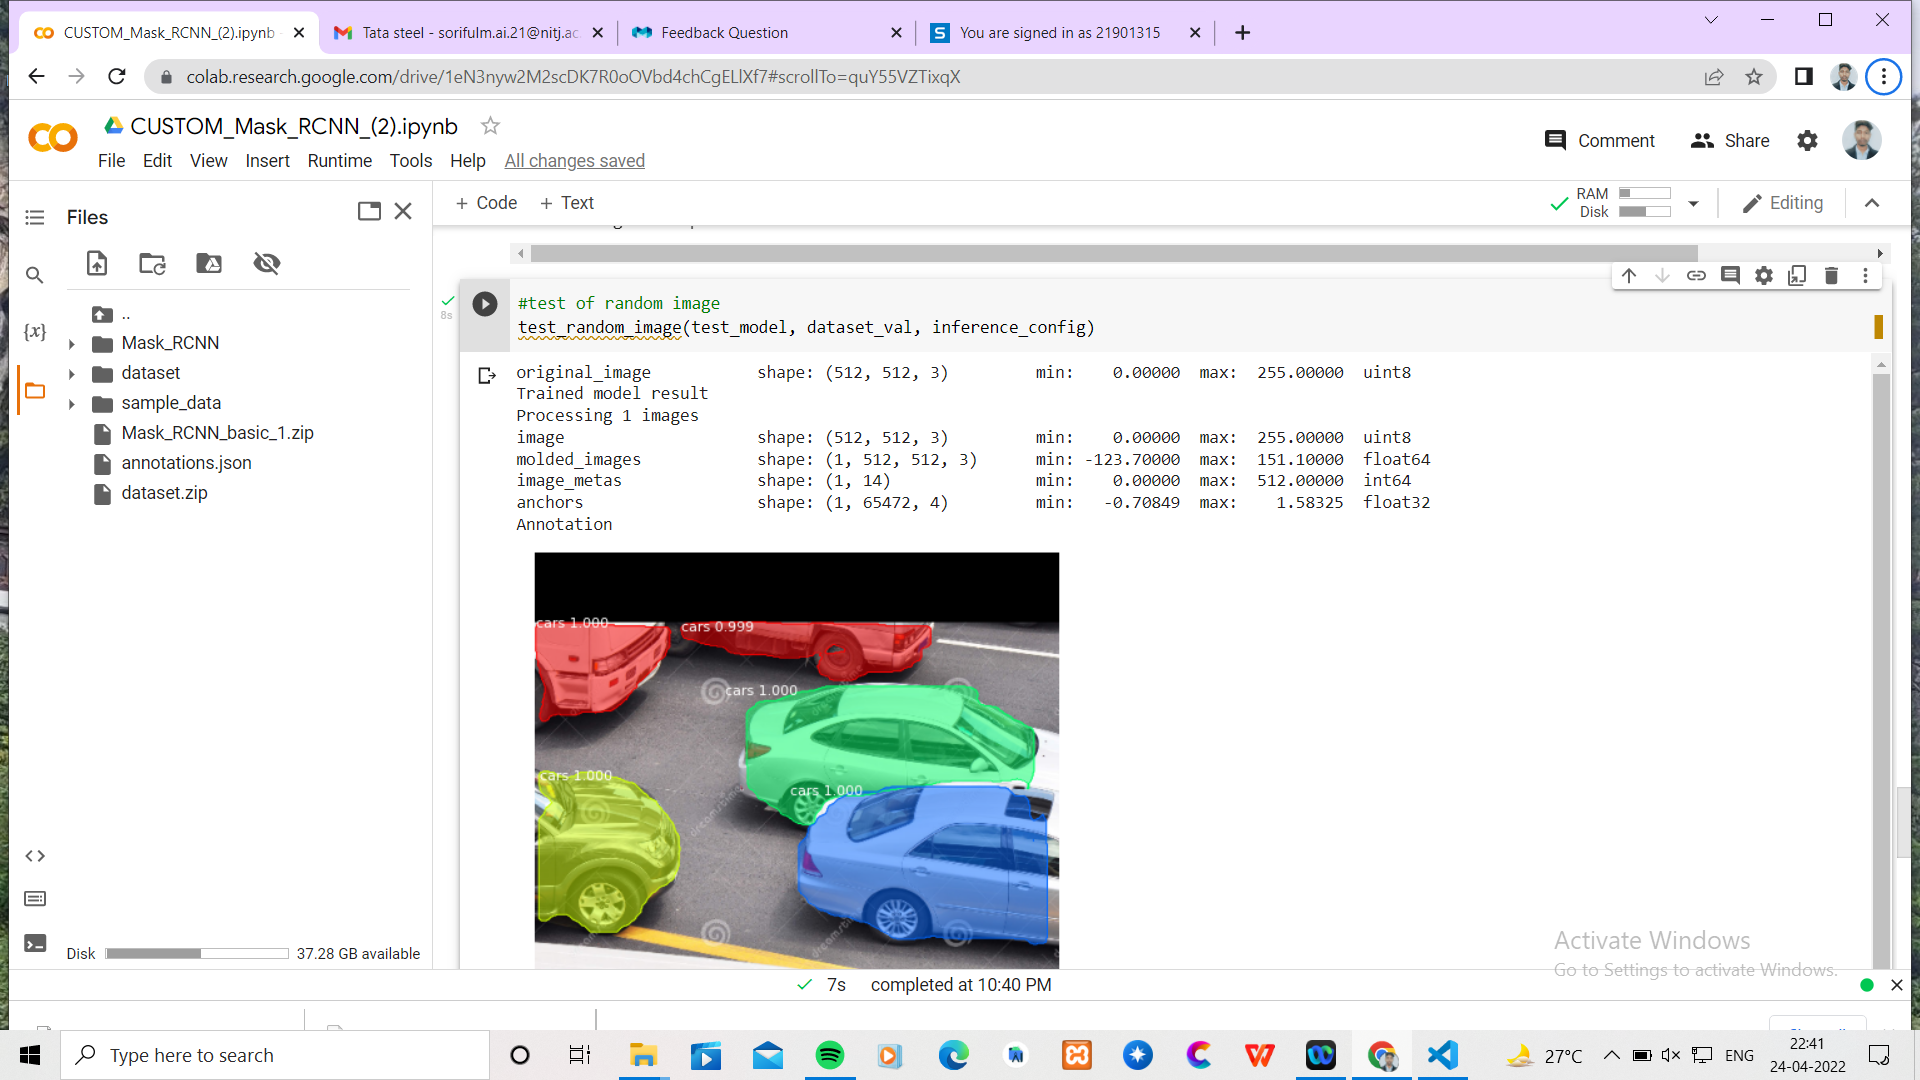 CUSTOM_Mask_RCNN_(2).ipynb
Tata steel - sorifulm.ai.21@nitj.ac
Feedback Question
S
You are signed in as 21901315
colab.research.google.com/drive/1eN3nyw2M2scDK7R0oOVbd4chCgELlXf7#scrollTo=quY55VZTixqX
CUSTOM_Mask_RCNN_(2).ipynb
Comment
Share
File Edit View Insert Runtime Tools Help All changes saved
Files
+ Code + Text
RAM
Disk
Editing
..
{x}
Mask_RCNN
dataset
sample_data
Mask_RCNN_basic_1.zip
annotations.json
dataset.zip
8s
#test of random image
test_random_image(test_model, dataset_val, inference_config)
original_image shape: (512, 512, 3) min: 0.00000 max: 255.00000 uint8
Trained model result
Processing 1 images
image shape: (512, 512, 3) min: 0.00000 max: 255.00000 uint8
molded_images shape: (1, 512, 512, 3) min: -123.70000 max: 151.10000 float64
image_metas shape: (1, 14) min: 0.00000 max: 512.00000 int64
anchors shape: (1, 65472, 4) min: -0.70849 max: 1.58325 float32
Annotation
cars 1.000
cars 0.999
cars 1.000
cars 1.000
cars 1.000
Disk 37.28 GB available
Activate Windows
Go to Settings to activate Windows.
7s completed at 10:40 PM
Type here to search
27°C
ENG
22:41
24-04-2022